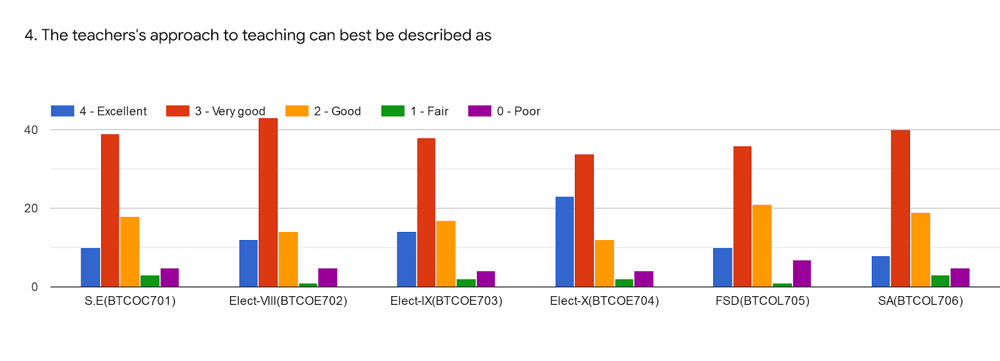 4. The teachers's approach to teaching can best be described as
4 - Excellent 3 - Very good 2 - Good 1 - Fair 0 - Poor
40
20
0
S.E(BTCOC701) Elect-VIII(BTCOE702) Elect-IX(BTCOE703) Elect-X(BTCOE704) FSD(BTCOL705) SA(BTCOL706)